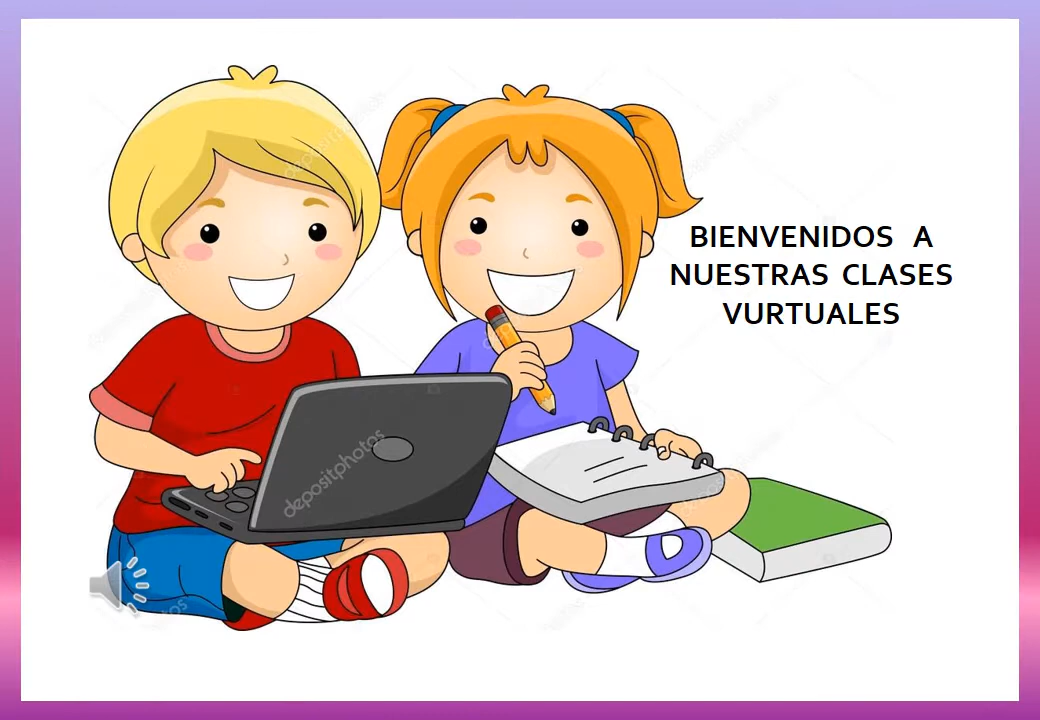 BIENVENIDOS A
NUESTRAS CLASES
VURTUALES
depositphotos